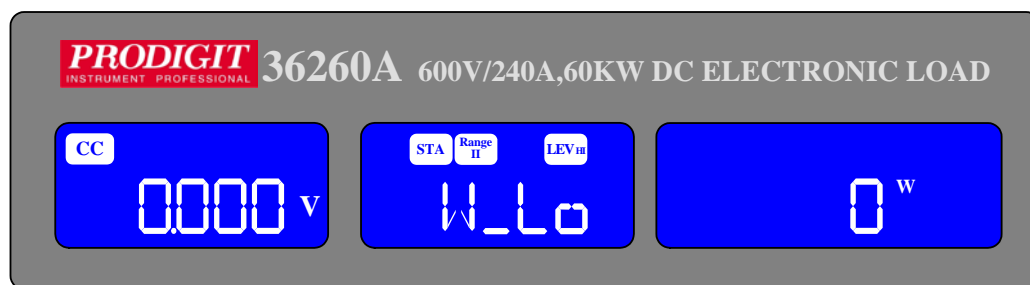 PRODIGIT
INSTRUMENT PROFESSIONAL
36260A 600V/240A,60KW DC ELECTRONIC LOAD
CC
0.000 V
STA Range II LEV HI
W_Lo
0 W